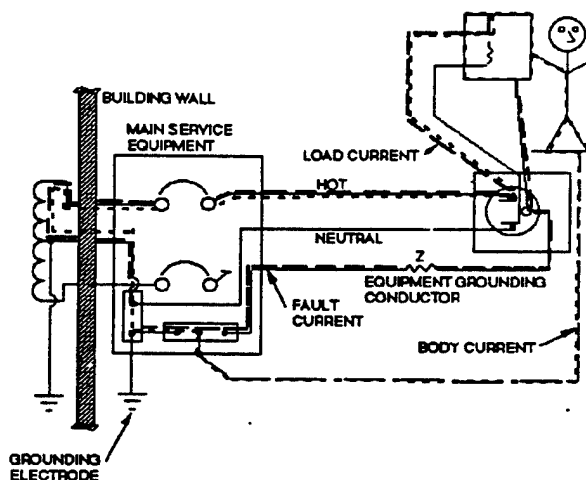 BUILDING WALL
MAIN SERVICE
EQUIPMENT
LOAD CURRENT
HOT
NEUTRAL
Z
EQUIPMENT GROUNDING
CONDUCTOR
FAULT
CURRENT
BODY CURRENT
GROUNDING
ELECTRODE